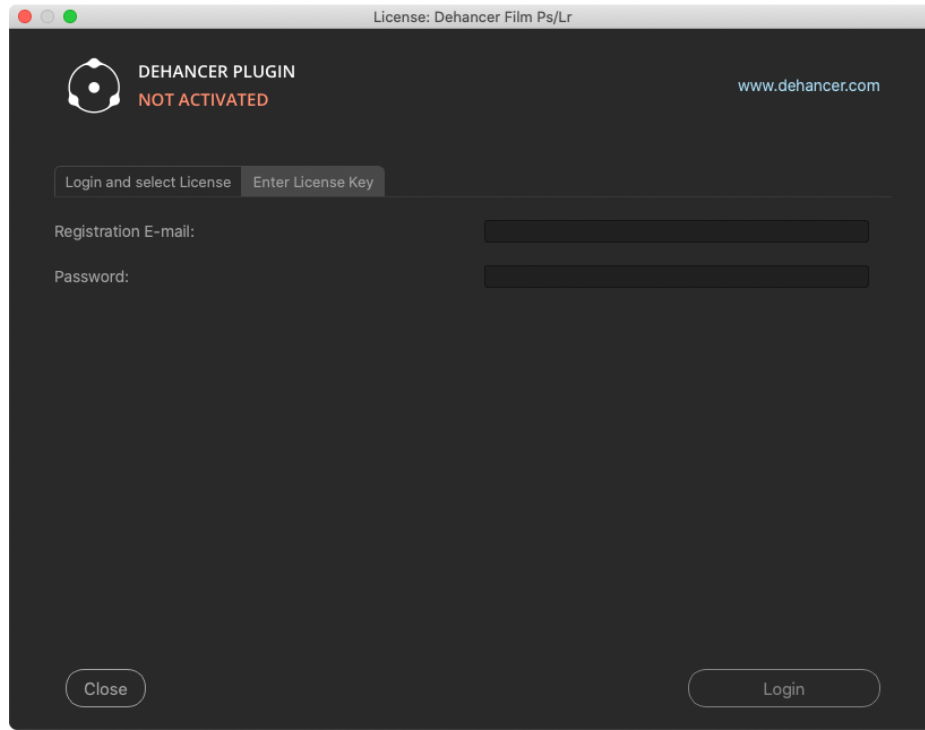 License: Dehancer Film Ps/Lr
DEHANCER PLUGIN
NOT ACTIVATED
www.dehancer.com
Login and select License
Enter License Key
Registration E-mail:
Password:
Close
Login